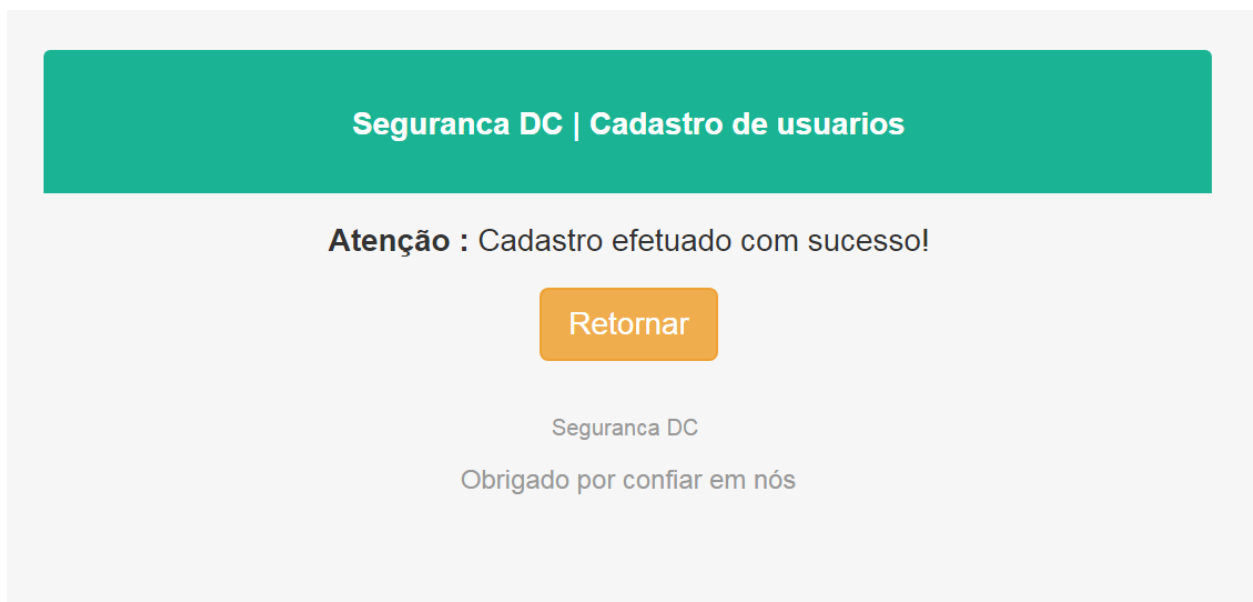 Seguranca DC | Cadastro de usuarios
Atenção : Cadastro efetuado com sucesso!
Retornar
Seguranca DC
Obrigado por confiar em nós